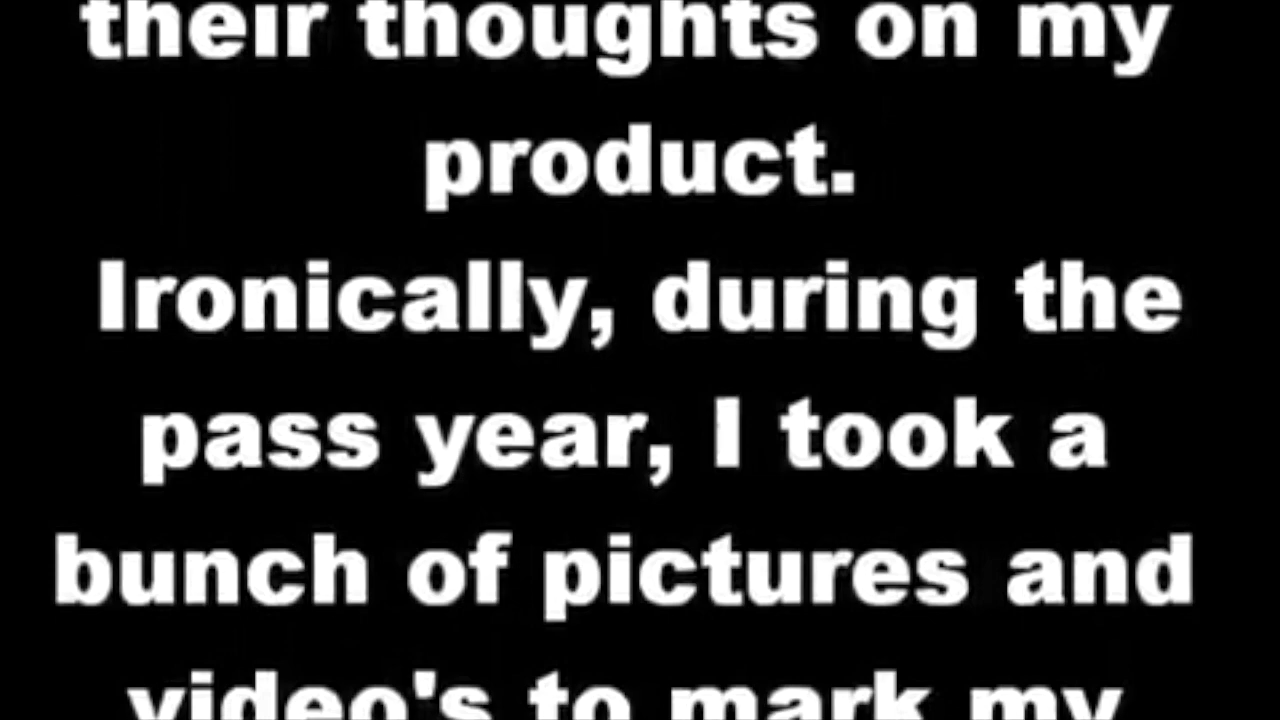 their thoughts on my
product.
Ironically, during the
pass year, I took a
bunch of pictures and
video's to mark my